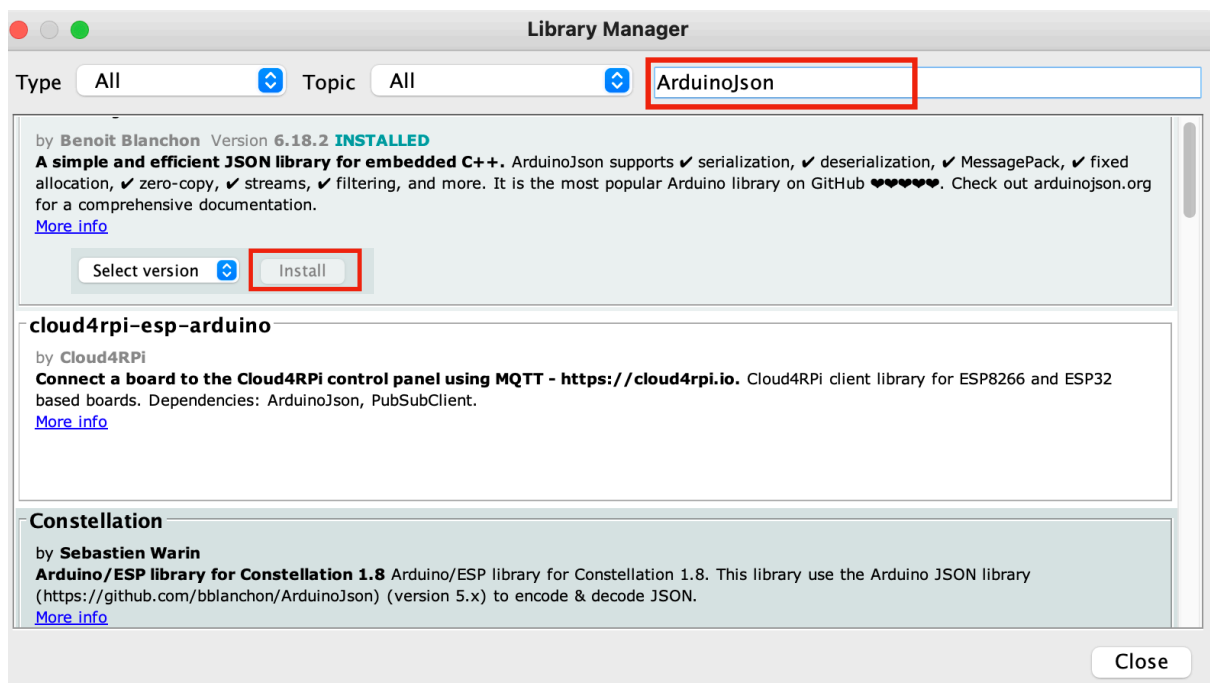 Library Manager
Type All Topic All ArduinoJson
by Benoit Blanchon Version 6.18.2 INSTALLED
A simple and efficient JSON library for embedded C++. ArduinoJson supports ✔ serialization, ✔ deserialization, ✔ MessagePack, ✔ fixed
allocation, ✔ zero-copy, ✔ streams, ✔ filtering, and more. It is the most popular Arduino library on GitHub ❤❤❤❤❤. Check out arduinojson.org
for a comprehensive documentation.
More info
Select version Install
cloud4rpi-esp-arduino
by Cloud4RPi
Connect a board to the Cloud4RPi control panel using MQTT - https://cloud4rpi.io. Cloud4RPi client library for ESP8266 and ESP32
based boards. Dependencies: ArduinoJson, PubSubClient.
More info
Constellation
by Sebastien Warin
Arduino/ESP library for Constellation 1.8 Arduino/ESP library for Constellation 1.8. This library use the Arduino JSON library
(https://github.com/bblanchon/ArduinoJson) (version 5.x) to encode & decode JSON.
More info
Close